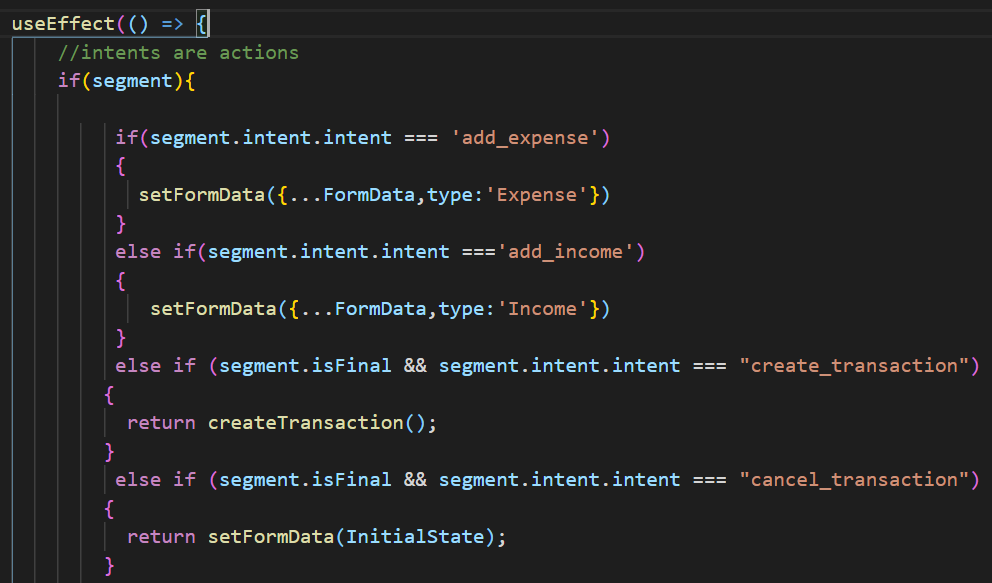 useEffect(() => {
//intents are actions
if(segment){
if(segment.intent.intent === 'add_expense')
{
setFormData({...FormData,type:'Expense'})
}
else if(segment.intent.intent ==='add_income')
{
setFormData({...FormData,type:'Income'})
}
else if (segment.isFinal && segment.intent.intent === "create_transaction")
{
return createTransaction();
}
else if (segment.isFinal && segment.intent.intent === "cancel_transaction")
{
return setFormData(InitialState);
}